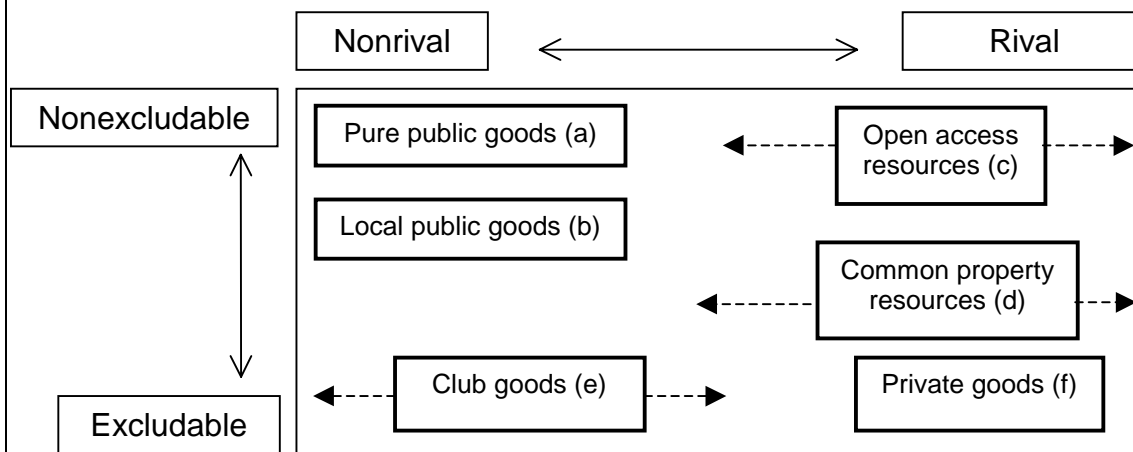 Nonrival
Rival
Nonexcludable
Pure public goods (a)
Open access
resources (c)
Local public goods (b)
Common property
resources (d)
Club goods (e)
Private goods (f)
Excludable